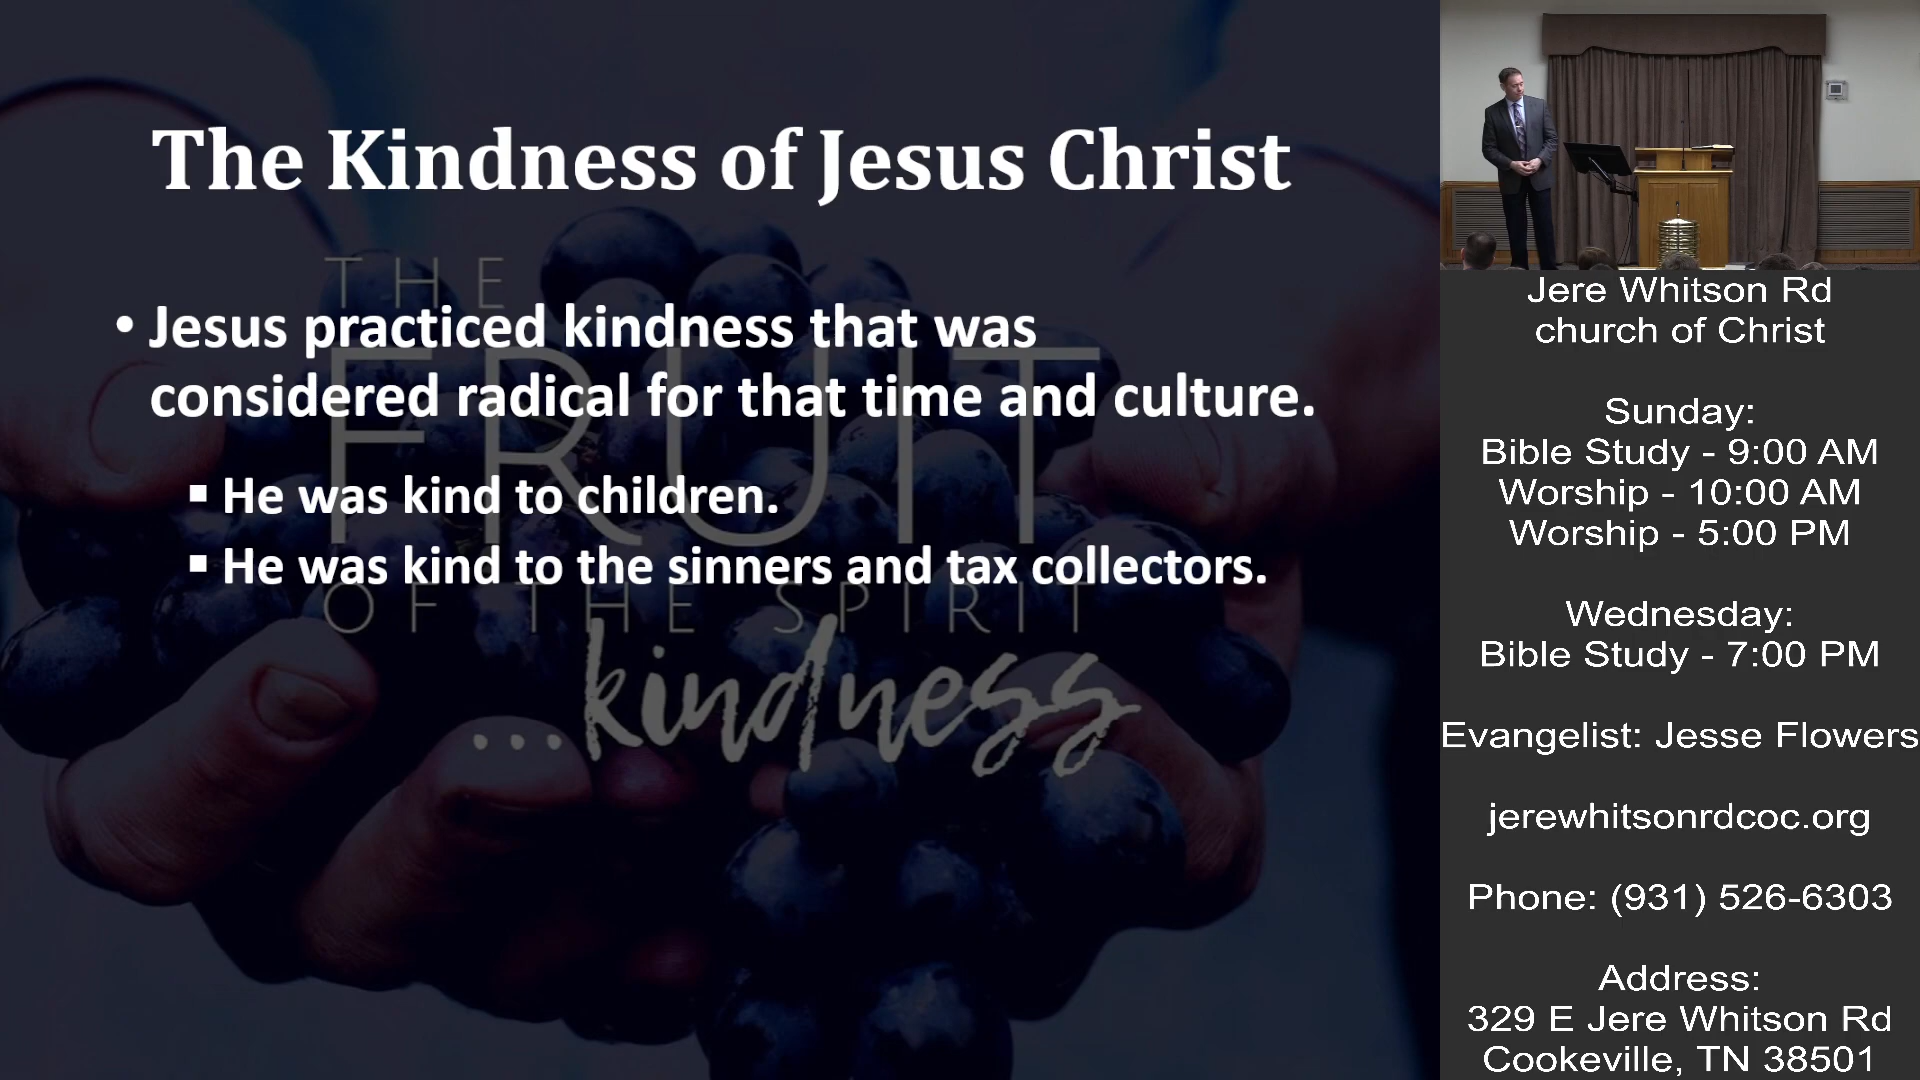 The Kindness of Jesus Christ
THE
• Jesus practiced kindness that was
considered radical for that time and culture.
FRUIT
▪ He was kind to children.
▪ He was kind to the sinners and tax collectors.
OF THE SPIRIT
...kindness
Jere Whitson Rd
church of Christ
Sunday:
Bible Study - 9:00 AM
Worship - 10:00 AM
Worship - 5:00 PM
Wednesday:
Bible Study - 7:00 PM
Evangelist: Jesse Flowers
jerewhitsonrdcoc.org
Phone: (931) 526-6303
Address:
329 E Jere Whitson Rd
Cookeville, TN 38501